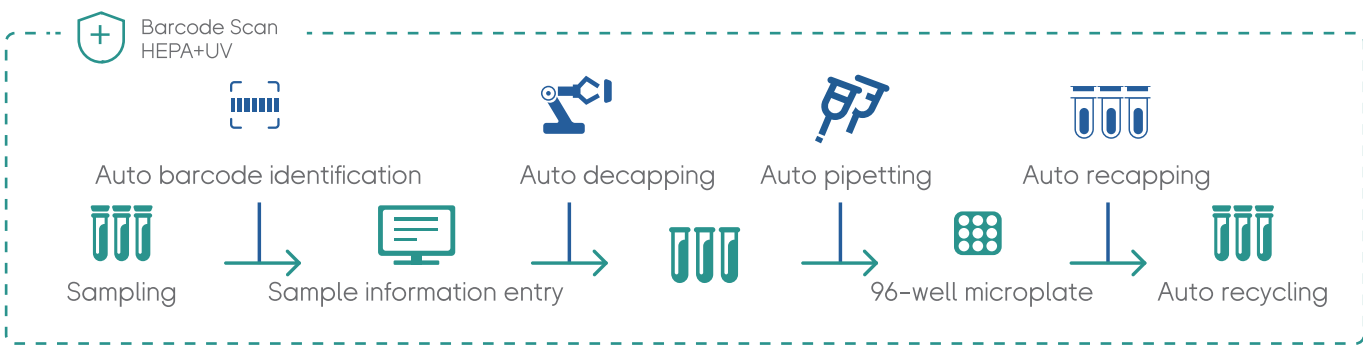 Barcode Scan
HEPA+UV
Auto barcode identification
Auto decapping
Auto pipetting
Auto recapping
Sampling
Sample information entry
96-well microplate
Auto recycling